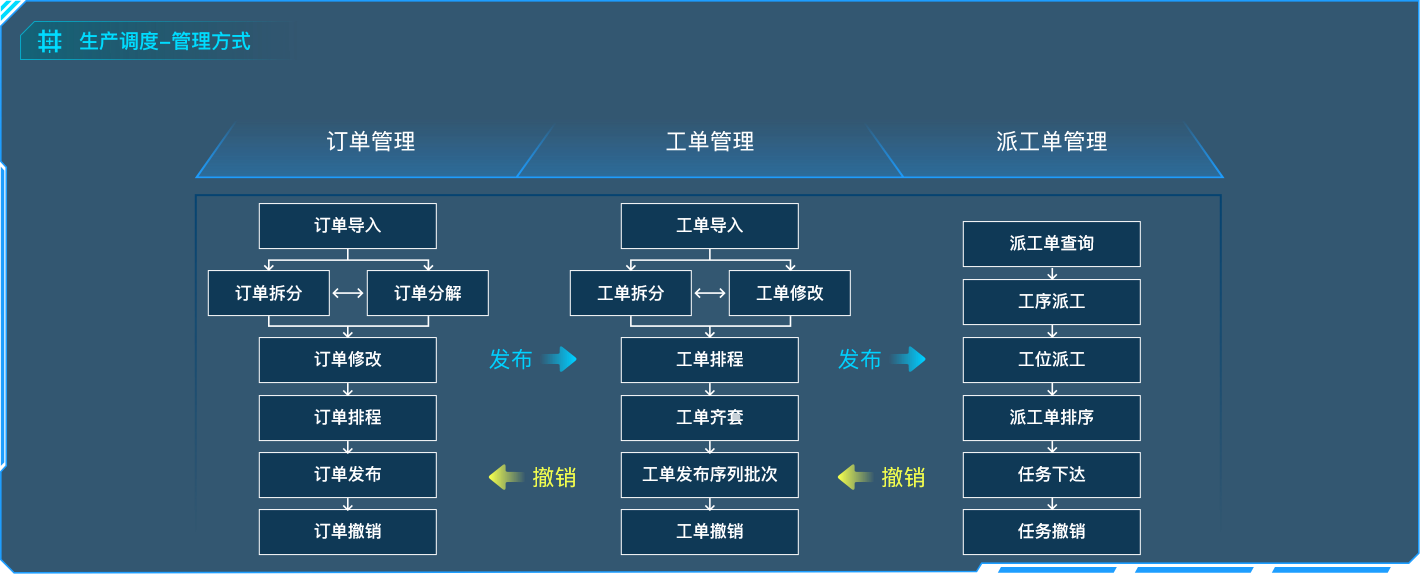 生产调度-管理方式
订单管理
工单管理
派工单管理
订单导入
订单拆分
订单分解
订单修改
订单排程
订单发布
订单撤销
发布
撤销
工单导入
工单拆分
工单修改
工单排程
工单齐套
工单发布序列批次
工单撤销
发布
撤销
派工单查询
工序派工
工位派工
派工单排序
任务下达
任务撤销